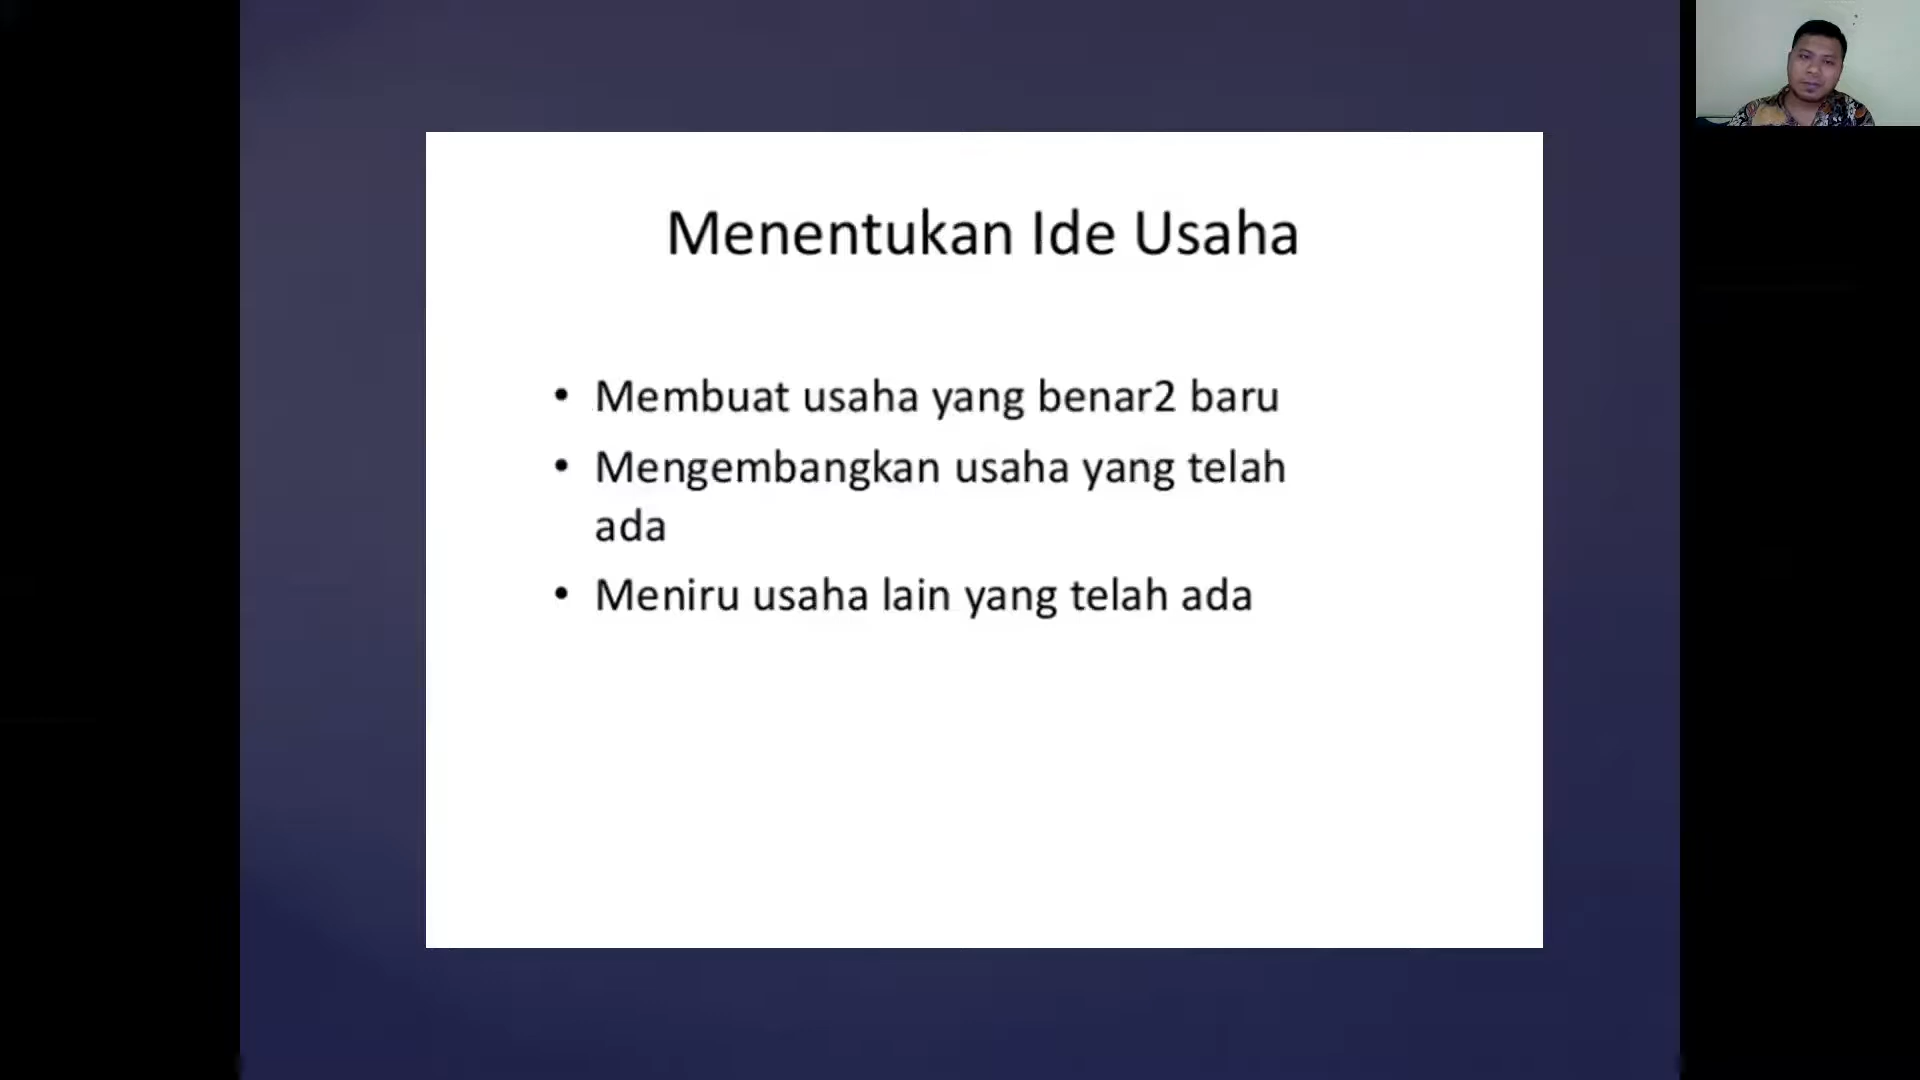 Menentukan Ide Usaha
• Membuat usaha yang benar2 baru
• Mengembangkan usaha yang telah
ada
• Meniru usaha lain yang telah ada